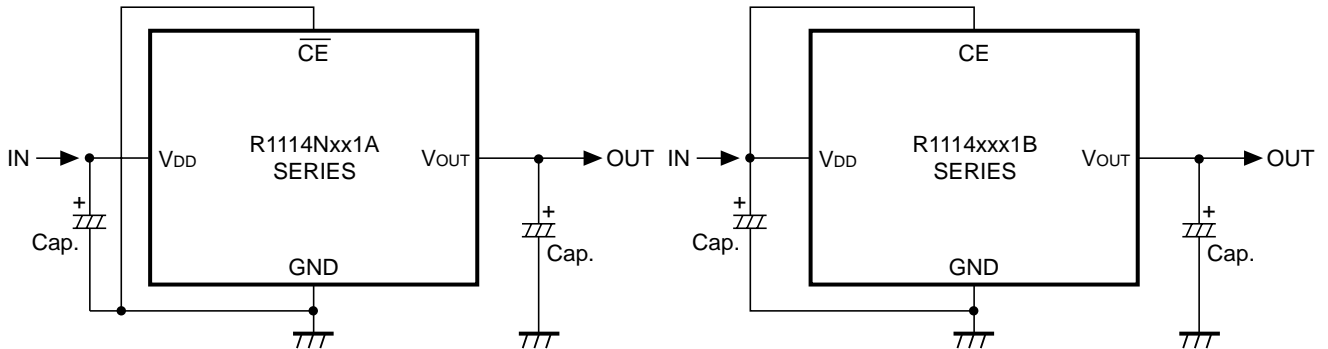 CE
IN
VDD
R1114Nxx1A
SERIES
VOUT
OUT
+
Cap.
+
Cap.
GND
CE
IN
VDD
R1114xxx1B
SERIES
VOUT
OUT
+
Cap.
+
Cap.
GND